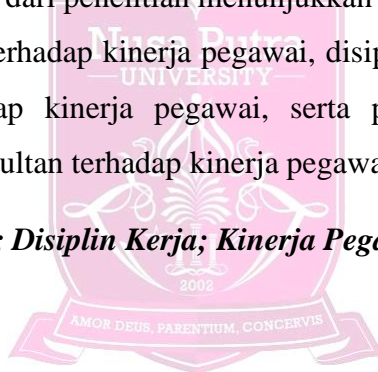 dari penelitian menunjukkan
erhadap kinerja pegawai, disip
ap kinerja pegawai, serta p
ultan terhadap kinerja pegawa
; Disiplin Kerja; Kinerja Pega
Nusa Putra
UNIVERSITY
2002
AMOR DEUS, PARENTIUM, CONCERVIS